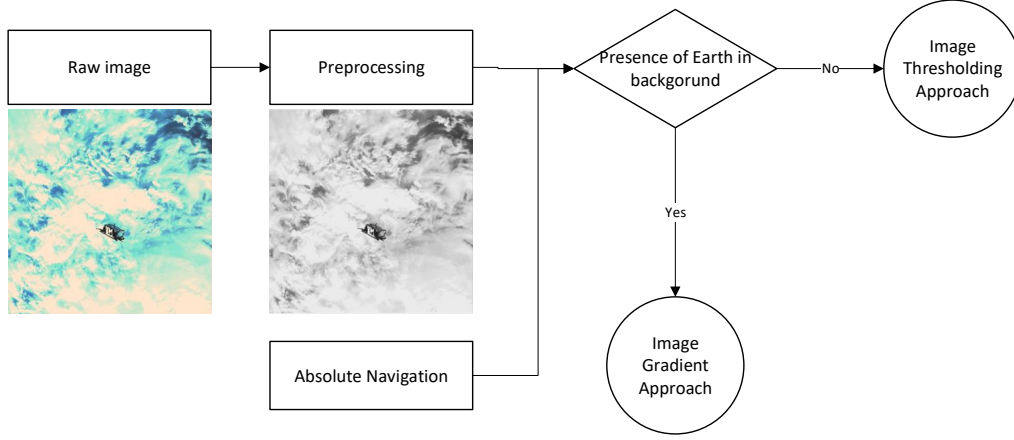 Raw image
Preprocessing
Presence of Earth in
backgorund
No
Image
Thresholding
Approach
Yes
Absolute Navigation
Image
Gradient
Approach